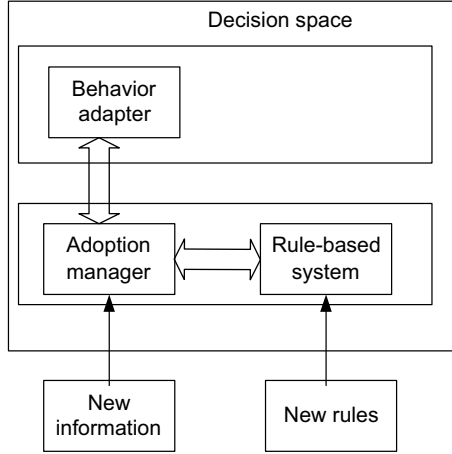 Decision space
Behavior
adapter
Adoption
manager
Rule-based
system
New
information
New rules